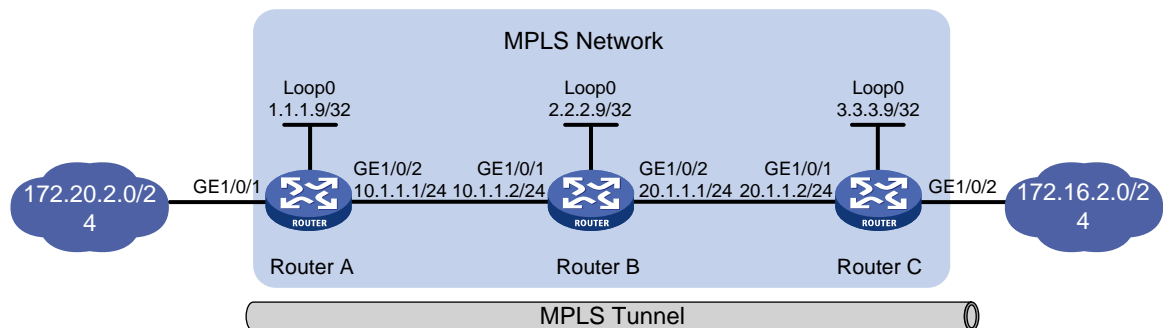 MPLS Network
Loop0
1.1.1.9/32
Loop0
2.2.2.9/32
Loop0
3.3.3.9/32
172.20.2.0/2
4
GE1/0/1
GE1/0/2
10.1.1.1/24
GE1/0/1
10.1.1.2/24
GE1/0/2
20.1.1.1/24
GE1/0/1
20.1.1.2/24
GE1/0/2
172.16.2.0/2
4
ROUTER
ROUTER
ROUTER
Router A
Router B
Router C
MPLS Tunnel